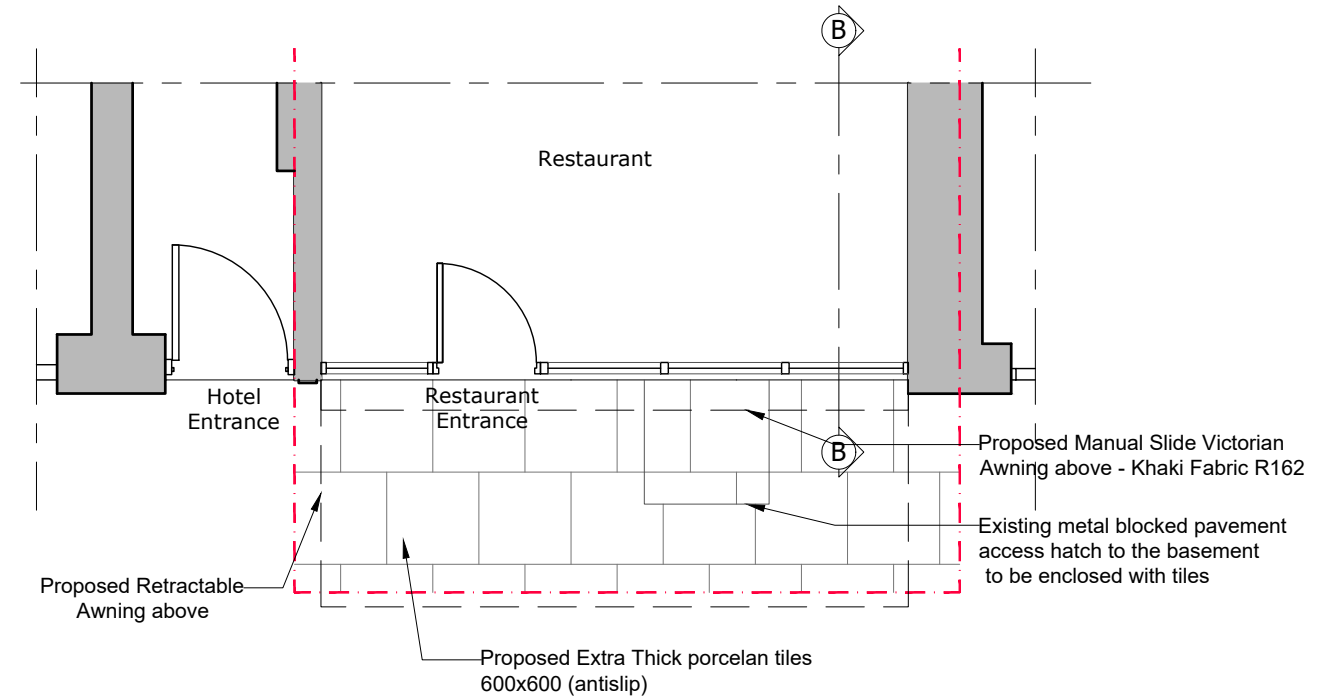 B
Restaurant
Hotel
Entrance
Restaurant
Entrance
B
Proposed Manual Slide Victorian
Awning above - Khaki Fabric R162
Existing metal blocked pavement
access hatch to the basement
to be enclosed with tiles
Proposed Retractable
Awning above
Proposed Extra Thick porcelan tiles
600x600 (antislip)